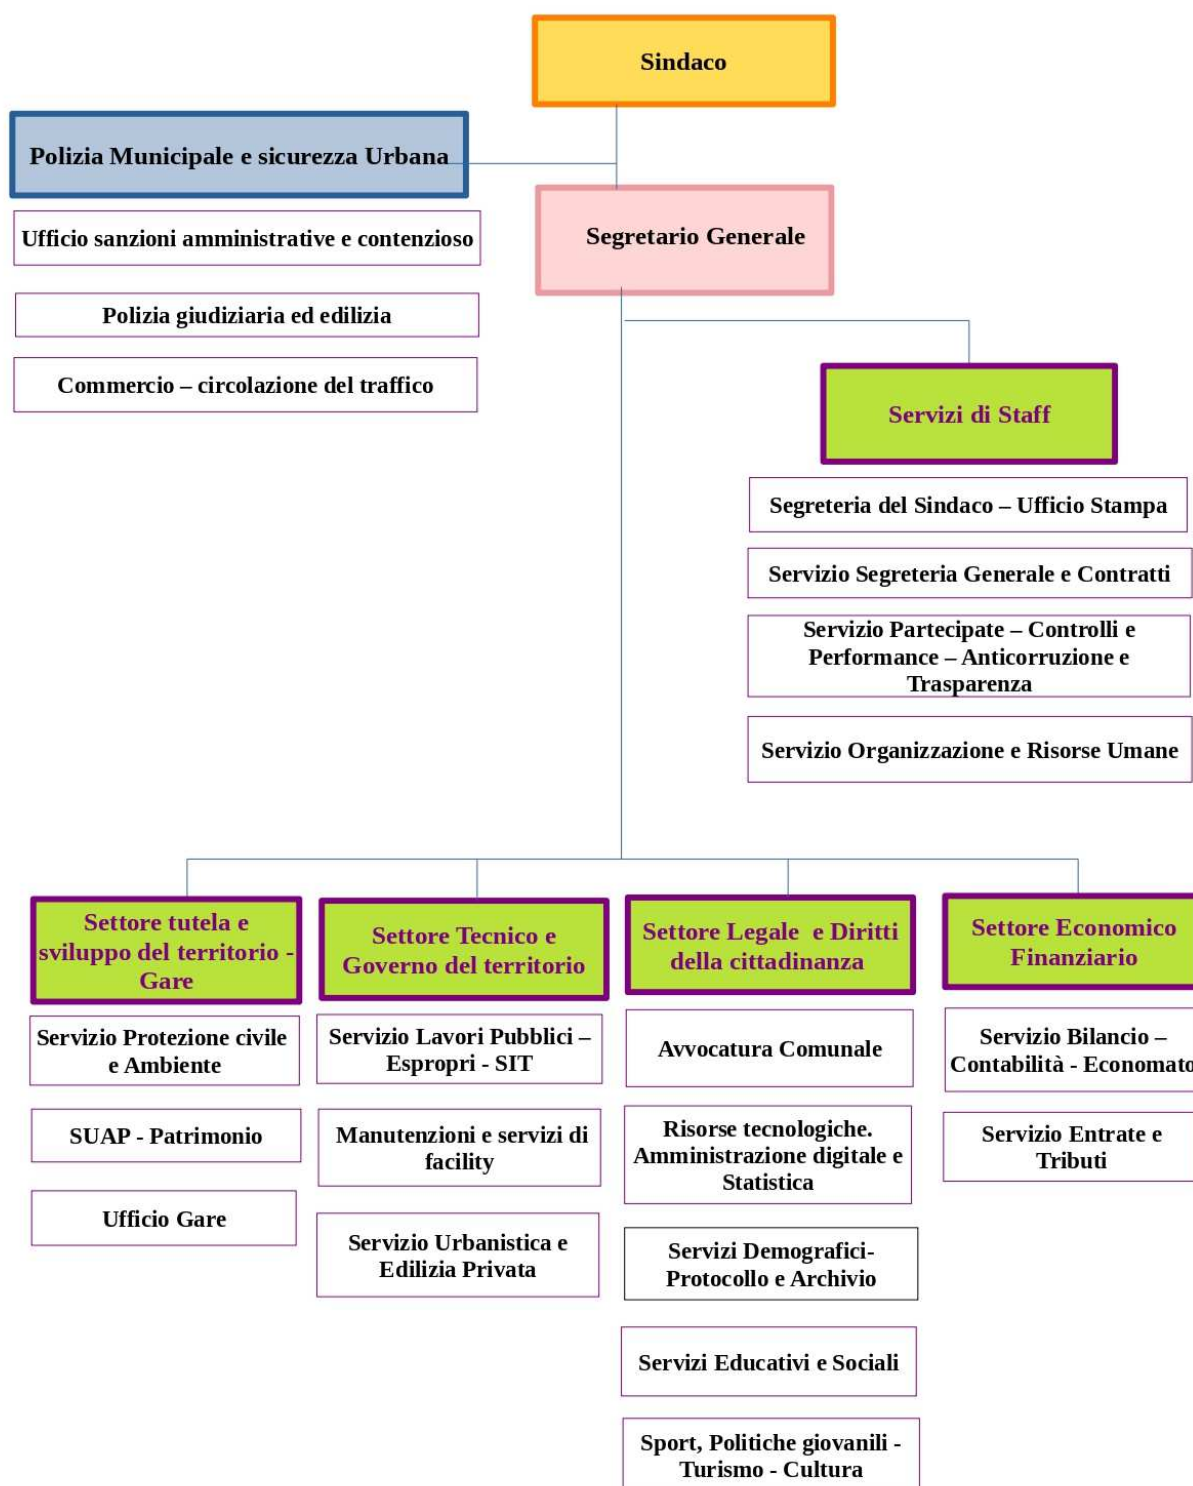 Sindaco
Polizia Municipale e sicurezza Urbana
Ufficio sanzioni amministrative e contenzioso
Polizia giudiziaria ed edilizia
Commercio – circolazione del traffico
Segretario Generale
Servizi di Staff
Segreteria del Sindaco – Ufficio Stampa
Servizio Segreteria Generale e Contratti
Servizio Partecipate – Controlli e
Performance – Anticorruzione e
Trasparenza
Servizio Organizzazione e Risorse Umane
Settore tutela e
sviluppo del territorio -
Gare
Servizio Protezione civile
e Ambiente
SUAP - Patrimonio
Ufficio Gare
Settore Tecnico e
Governo del territorio
Servizio Lavori Pubblici –
Espropri - SIT
Manutenzioni e servizi di
facility
Servizio Urbanistica e
Edilizia Privata
Settore Legale  e Diritti
della cittadinanza
Avvocatura Comunale
Risorse tecnologiche.
Amministrazione digitale e
Statistica
Servizi Demografici-
Protocollo e Archivio
Servizi Educativi e Sociali
Sport, Politiche giovanili -
Turismo - Cultura
Settore Economico
Finanziario
Servizio Bilancio –
Contabilità - Economato
Servizio Entrate e
Tributi